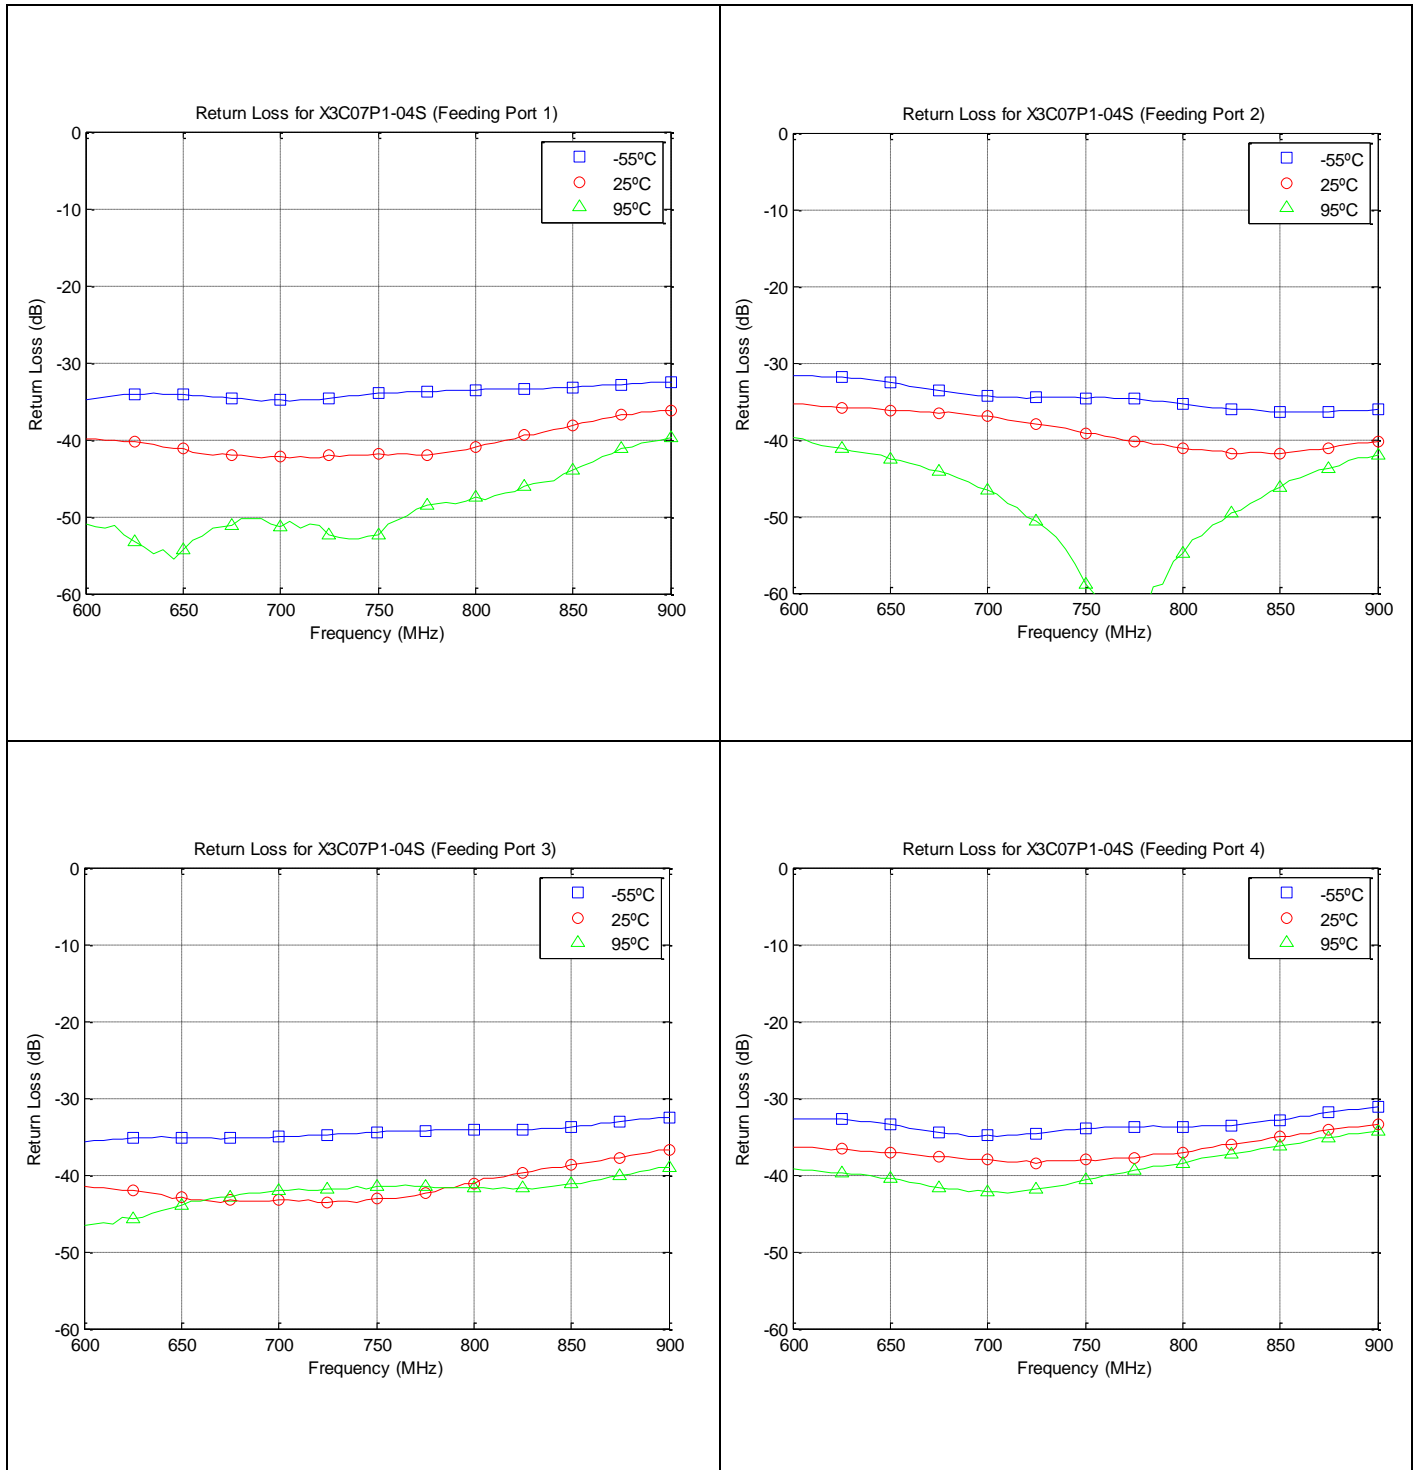 Return Loss for X3C07P1-04S (Feeding Port 1)
0
-10
-20
-30
-40
-50
-60
Return Loss (dB)
-55ºC
25ºC
95ºC
600 650 700 750 800 850 900
Frequency (MHz)
Return Loss for X3C07P1-04S (Feeding Port 2)
0
-10
-20
-30
-40
-50
-60
Return Loss (dB)
-55ºC
25ºC
95ºC
600 650 700 750 800 850 900
Frequency (MHz)
Return Loss for X3C07P1-04S (Feeding Port 3)
0
-10
-20
-30
-40
-50
-60
Return Loss (dB)
-55ºC
25ºC
95ºC
600 650 700 750 800 850 900
Frequency (MHz)
Return Loss for X3C07P1-04S (Feeding Port 4)
0
-10
-20
-30
-40
-50
-60
Return Loss (dB)
-55ºC
25ºC
95ºC
600 650 700 750 800 850 900
Frequency (MHz)